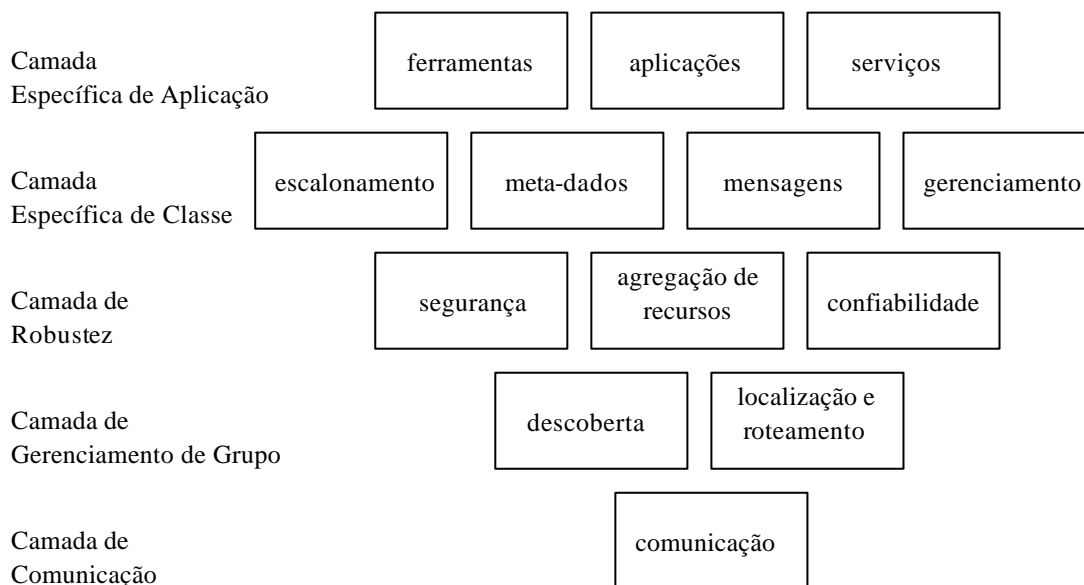 Camada
Específica de Aplicação
ferramentas
aplicações
serviços
Camada
Específica de Classe
escalonamento
meta-dados
mensagens
gerenciamento
Camada de
Robustez
segurança
agregação de
recursos
confiabilidade
Camada de
Gerenciamento de Grupo
descoberta
localização e
roteamento
Camada de
Comunicação
comunicação